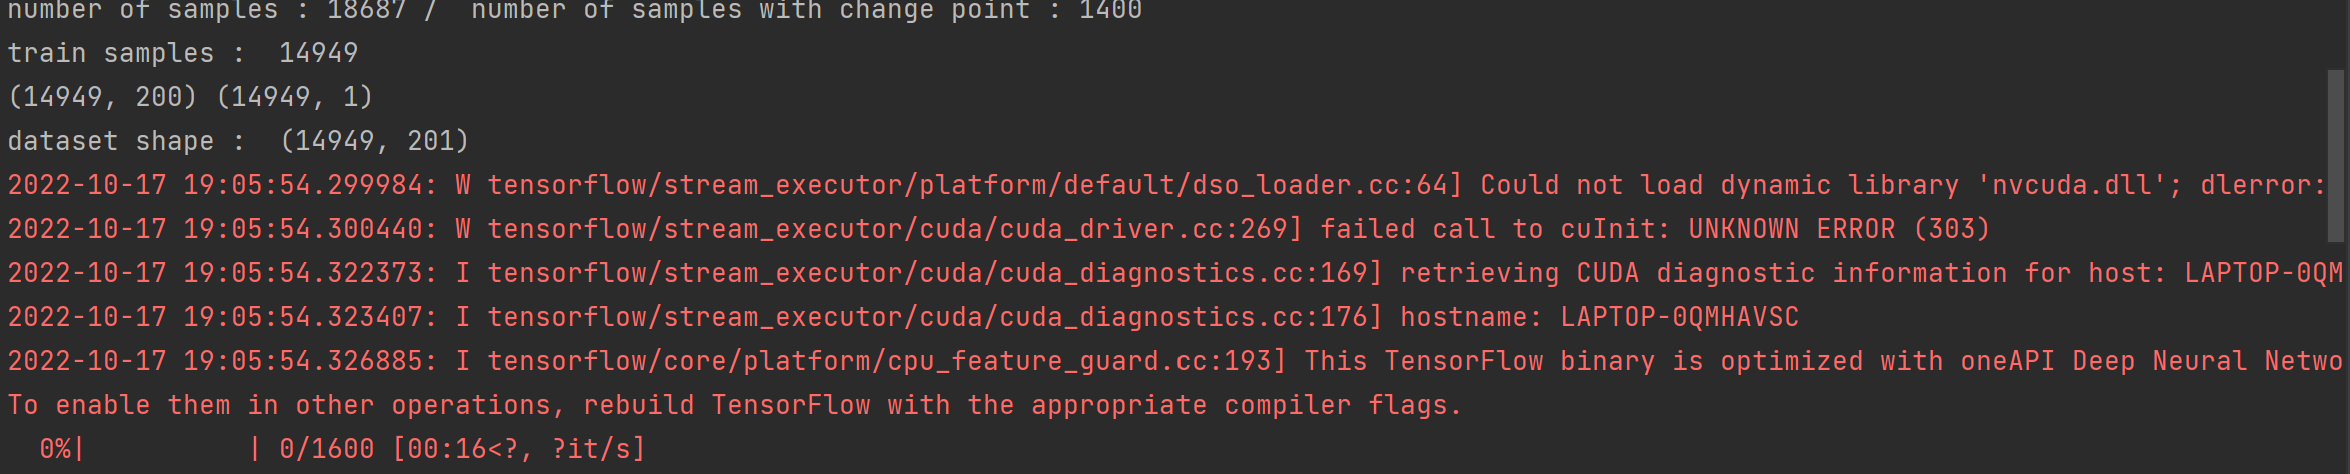 number of samples : 18687 /  number of samples with change point : 1400
train samples :  14949
(14949, 200) (14949, 1)
dataset shape :  (14949, 201)
2022-10-17 19:05:54.299984: W tensorflow/stream_executor/platform/default/dso_loader.cc:64] Could not load dynamic library 'nvcuda.dll'; dlerror:
2022-10-17 19:05:54.300440: W tensorflow/stream_executor/cuda/cuda_driver.cc:269] failed call to cuInit: UNKNOWN ERROR (303)
2022-10-17 19:05:54.322373: I tensorflow/stream_executor/cuda/cuda_diagnostics.cc:169] retrieving CUDA diagnostic information for host: LAPTOP-0QM
2022-10-17 19:05:54.323407: I tensorflow/stream_executor/cuda/cuda_diagnostics.cc:176] hostname: LAPTOP-0QMHAVSC
2022-10-17 19:05:54.326885: I tensorflow/core/platform/cpu_feature_guard.cc:193] This TensorFlow binary is optimized with oneAPI Deep Neural Netwo
To enable them in other operations, rebuild TensorFlow with the appropriate compiler flags.
  0%|          | 0/1600 [00:16<?, ?it/s]